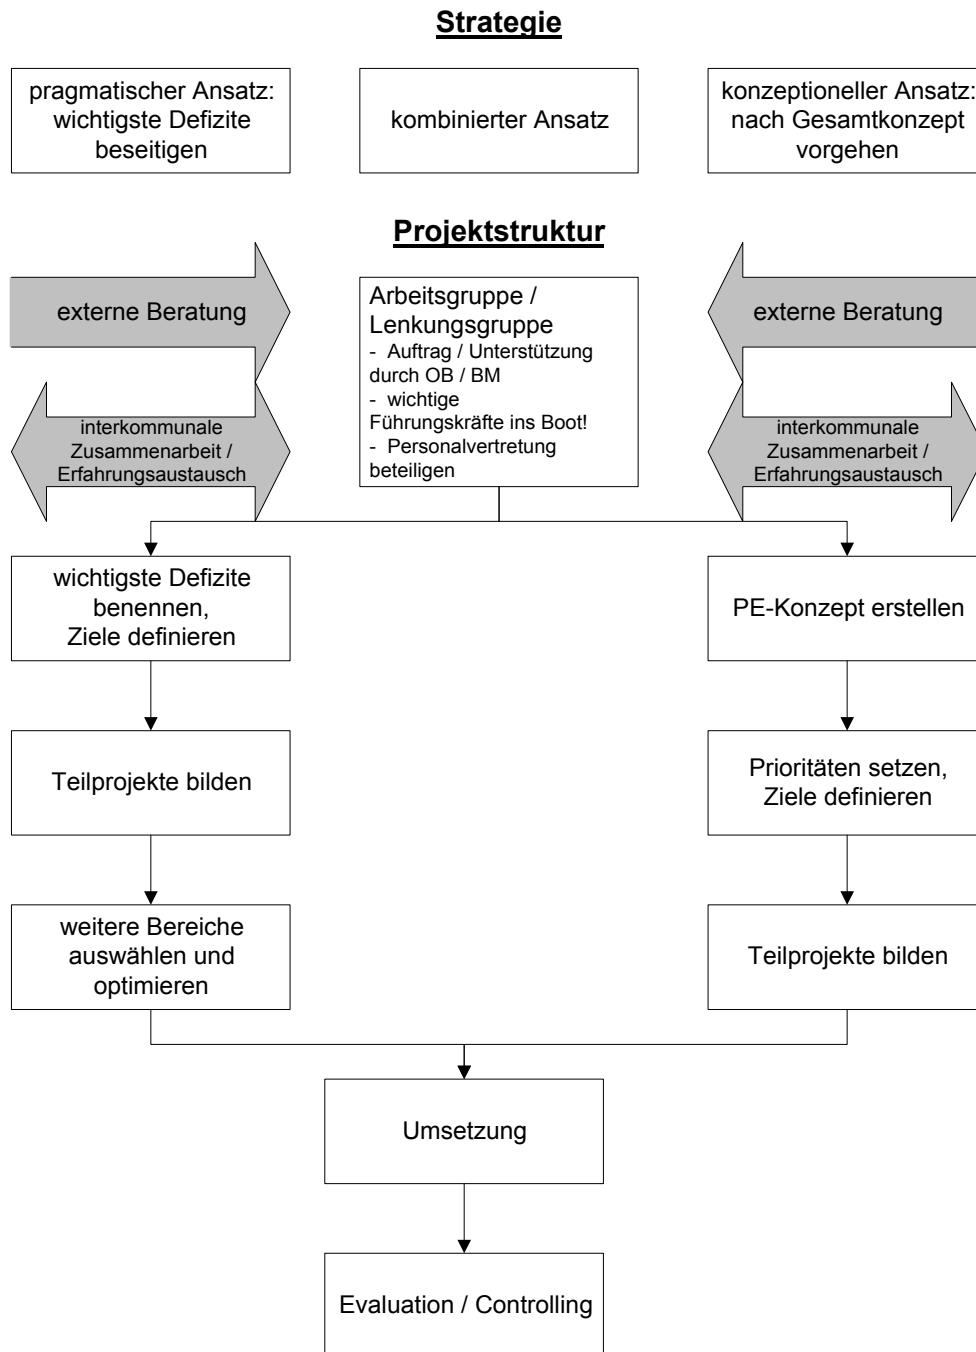 Strategie
pragmatischer Ansatz:
wichtigste Defizite
beseitigen
kombinierter Ansatz
konzeptioneller Ansatz:
nach Gesamtkonzept
vorgehen
Projektstruktur
externe Beratung
Arbeitsgruppe /
Lenkungsgruppe
- Auftrag / Unterstützung
durch OB / BM
- wichtige
Führungskräfte ins Boot!
- Personalvertretung
beteiligen
externe Beratung
interkommunale
Zusammenarbeit /
Erfahrungsaustausch
interkommunale
Zusammenarbeit /
Erfahrungsaustausch
wichtigste Defizite
benennen,
Ziele definieren
PE-Konzept erstellen
Teilprojekte bilden
Prioritäten setzen,
Ziele definieren
weitere Bereiche
auswählen und
optimieren
Teilprojekte bilden
Umsetzung
Evaluation / Controlling